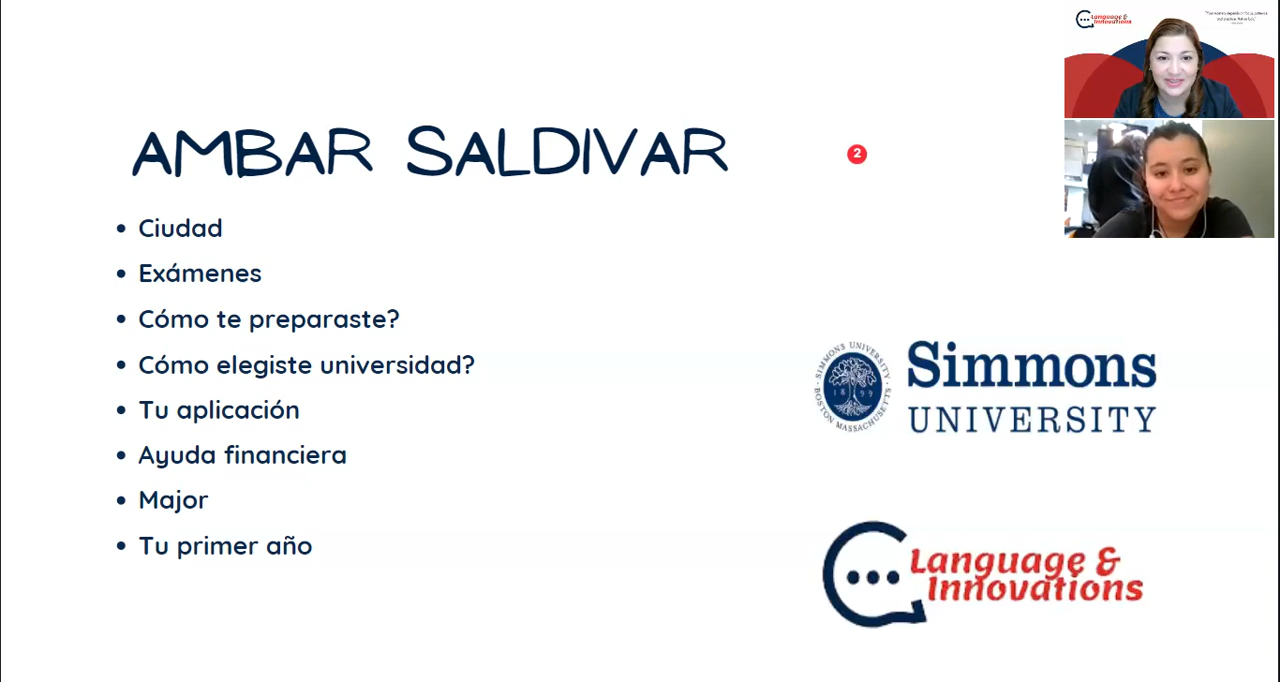 Language &
Innovations
AMBAR SALDIVAR
2
• Ciudad
• Exámenes
• Cómo te preparaste?
• Cómo elegiste universidad?
• Tu aplicación
• Ayuda financiera
• Major
• Tu primer año
SIMMONS UNIVERSITY
1899
BOSTON MASSACHUSETTS
Simmons
UNIVERSITY
Language &
Innovations